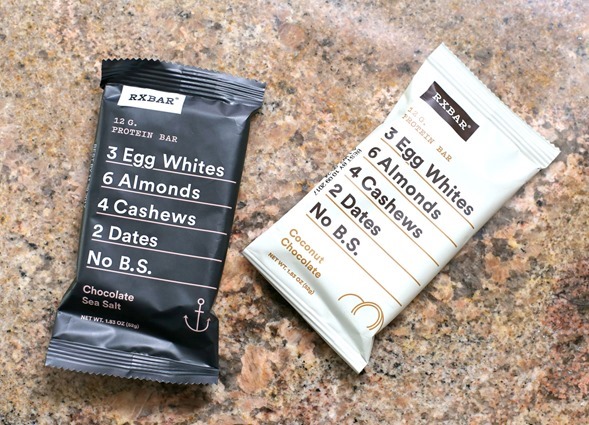 RXBAR®
12 G.
PROTEIN BAR
3 Egg Whites
6 Almonds
4 Cashews
2 Dates
No B.S.
Chocolate
Sea Salt
NET WT. 1.83 OZ (52g)
RXBAR®
12 G.
PROTEIN BAR
3 Egg Whites
6 Almonds
4 Cashews
2 Dates
No B.S.
Coconut
Chocolate
NET WT. 1.83 OZ (52g)